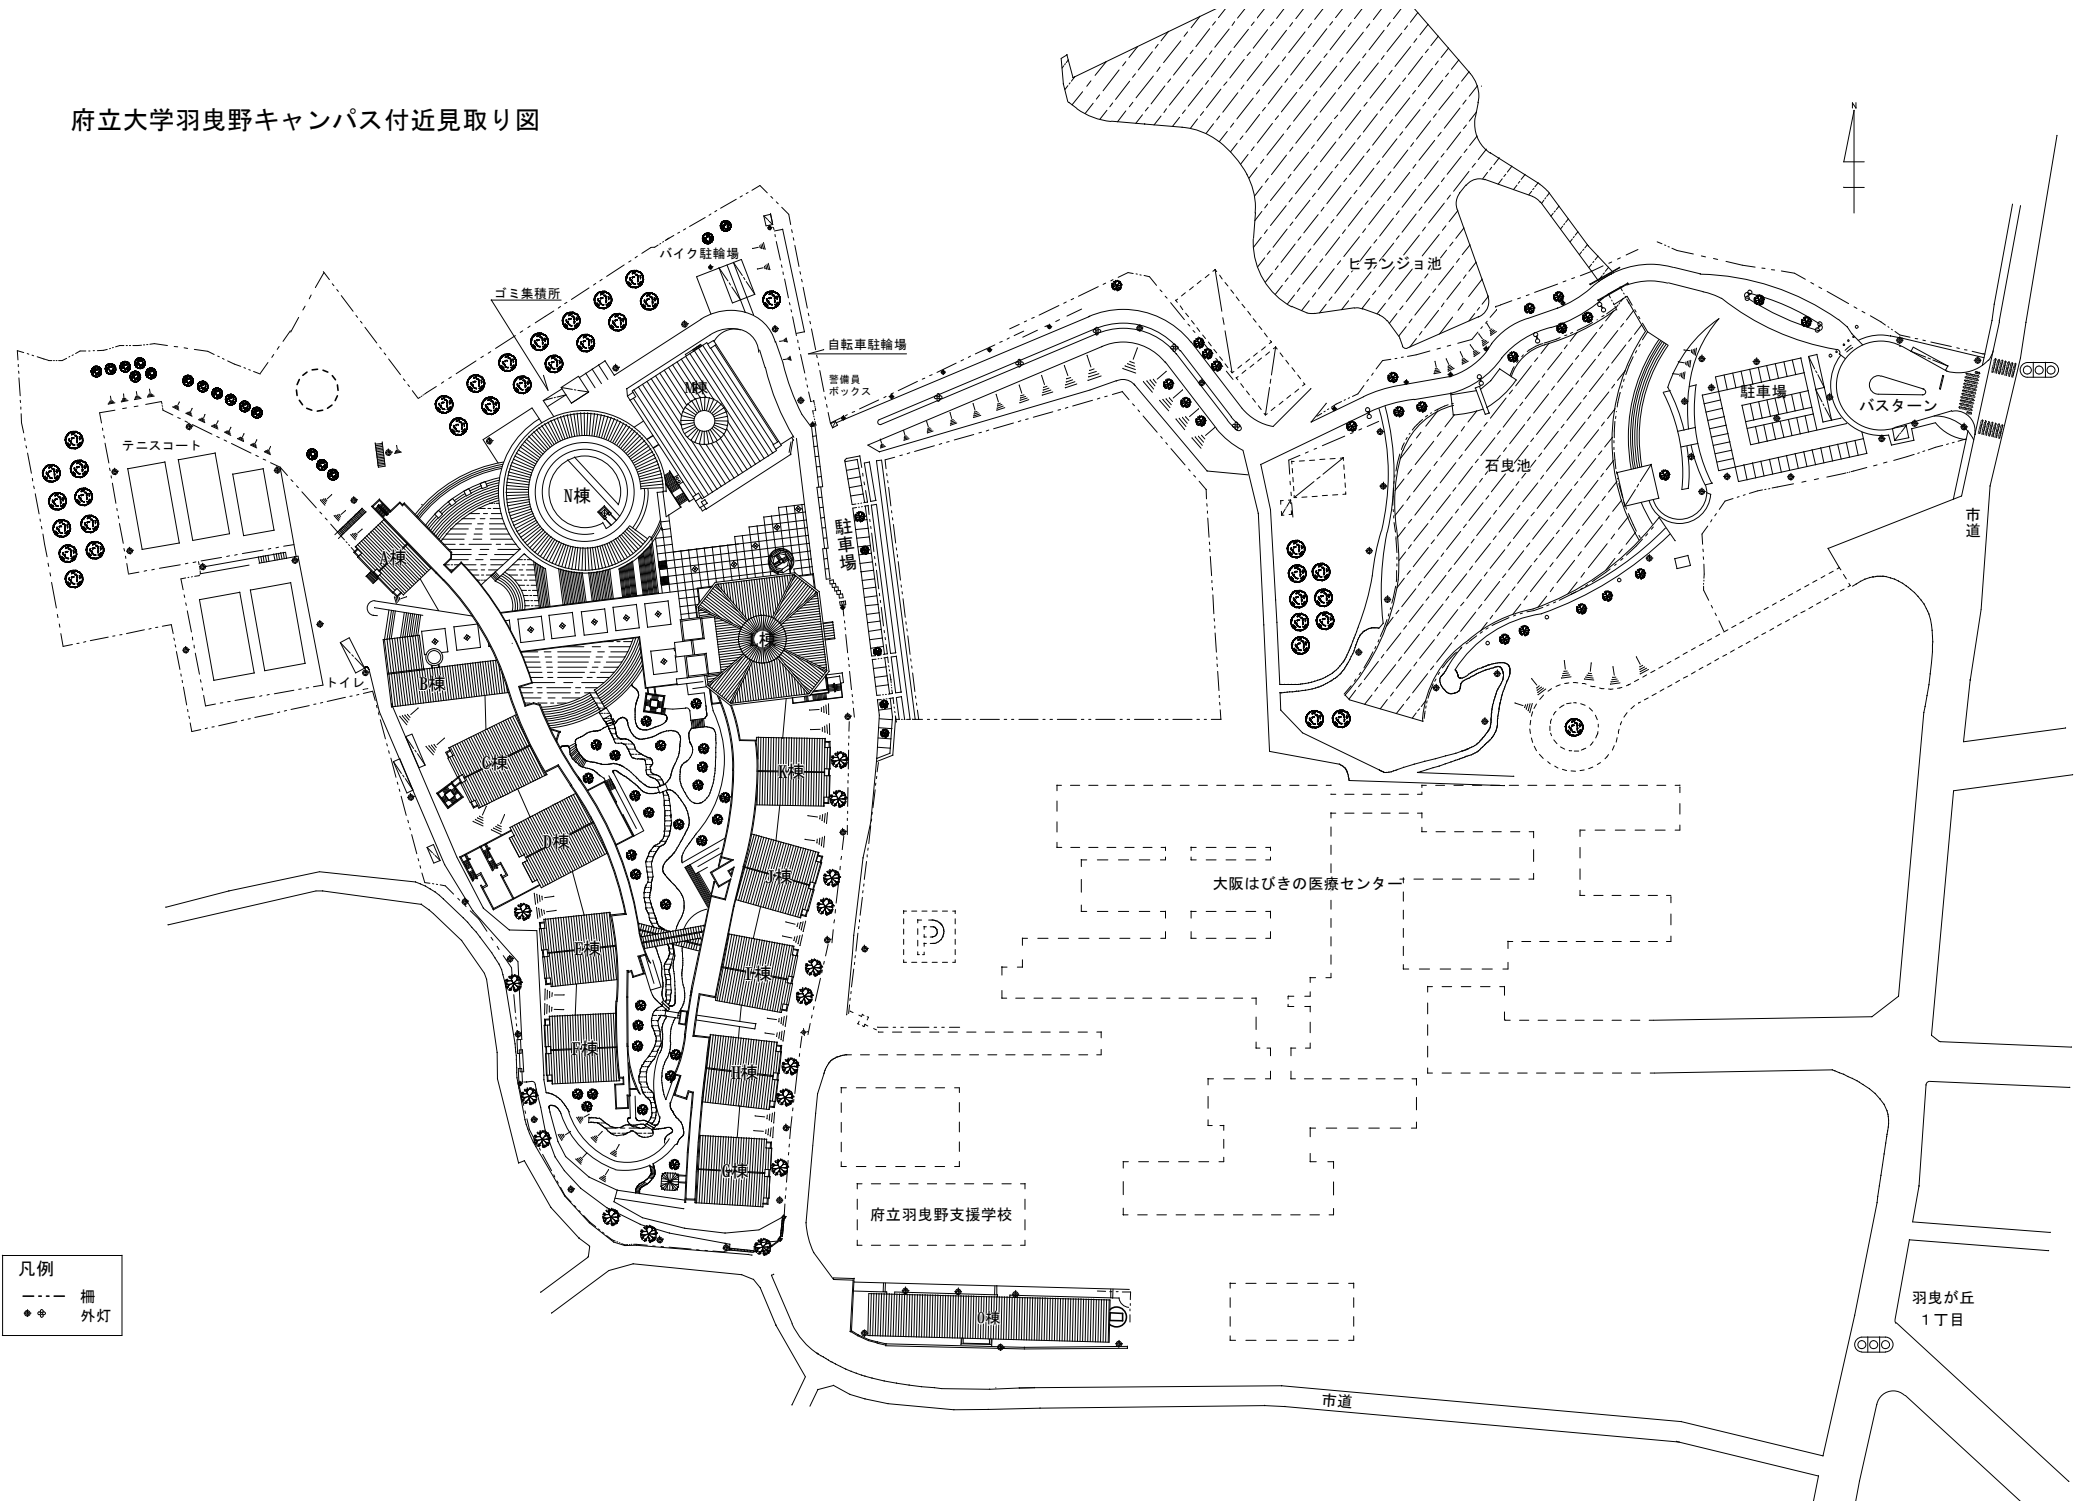 府立大学羽曳野キャンパス付近見取り図
N
バイク駐輪場
ヒチンジョ池
ゴミ集積所
自転車駐輪場
警備員
ボックス
M棟
駐車場
バスターン
テニスコート
石曳池
N棟
市道
駐車場
A棟
L棟
トイレ
B棟
C棟
K棟
D棟
J棟
大阪はびきの医療センター
E棟
I棟
F棟
H棟
G棟
府立羽曳野支援学校
凡例
柵
外灯
O棟
羽曳が丘
1丁目
市道